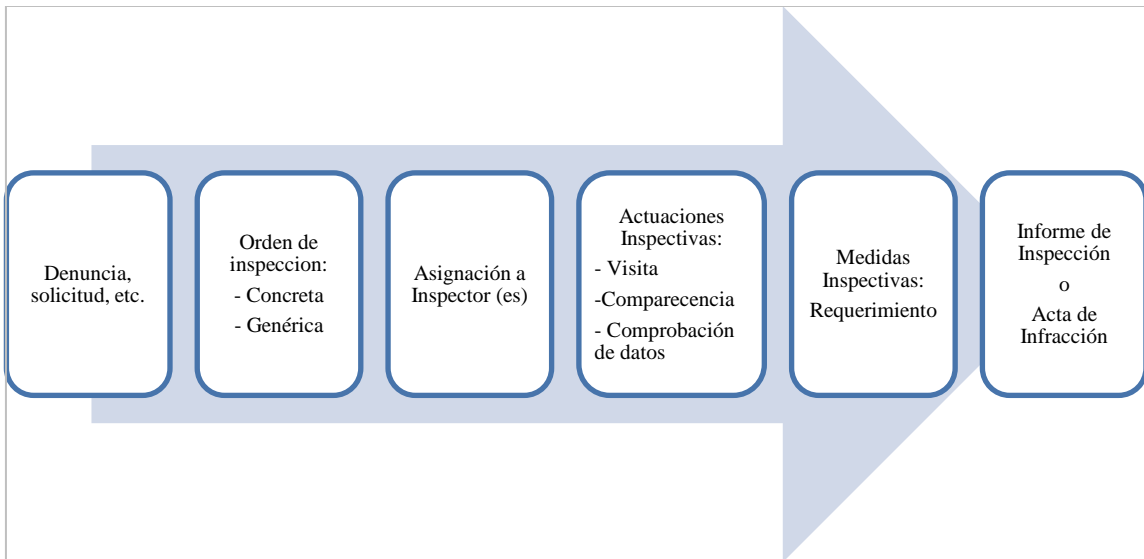 Denuncia,
solicitud, etc.
Orden de
inspeccion:
- Concreta
- Genérica
Asignación a
Inspector (es)
Actuaciones
Inspectivas:
- Visita
-Comparecencia
- Comprobación
de datos
Medidas
Inspectivas:
Requerimiento
Informe de
Inspección
o
Acta de
Infracción